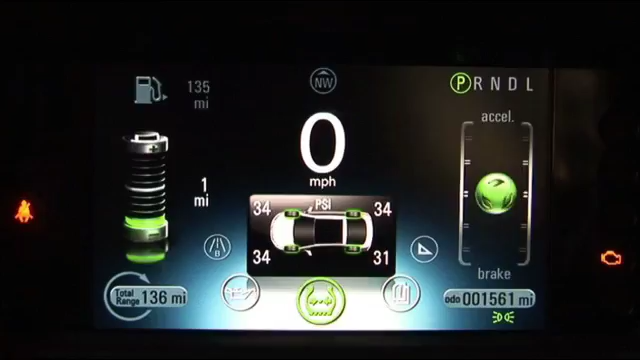 135
mi
NW
P R N D L
accel.
0
mph
1
mi
PSI
34 34
34 31
B
brake
Total
Range 136 mi
odo 001561 mi